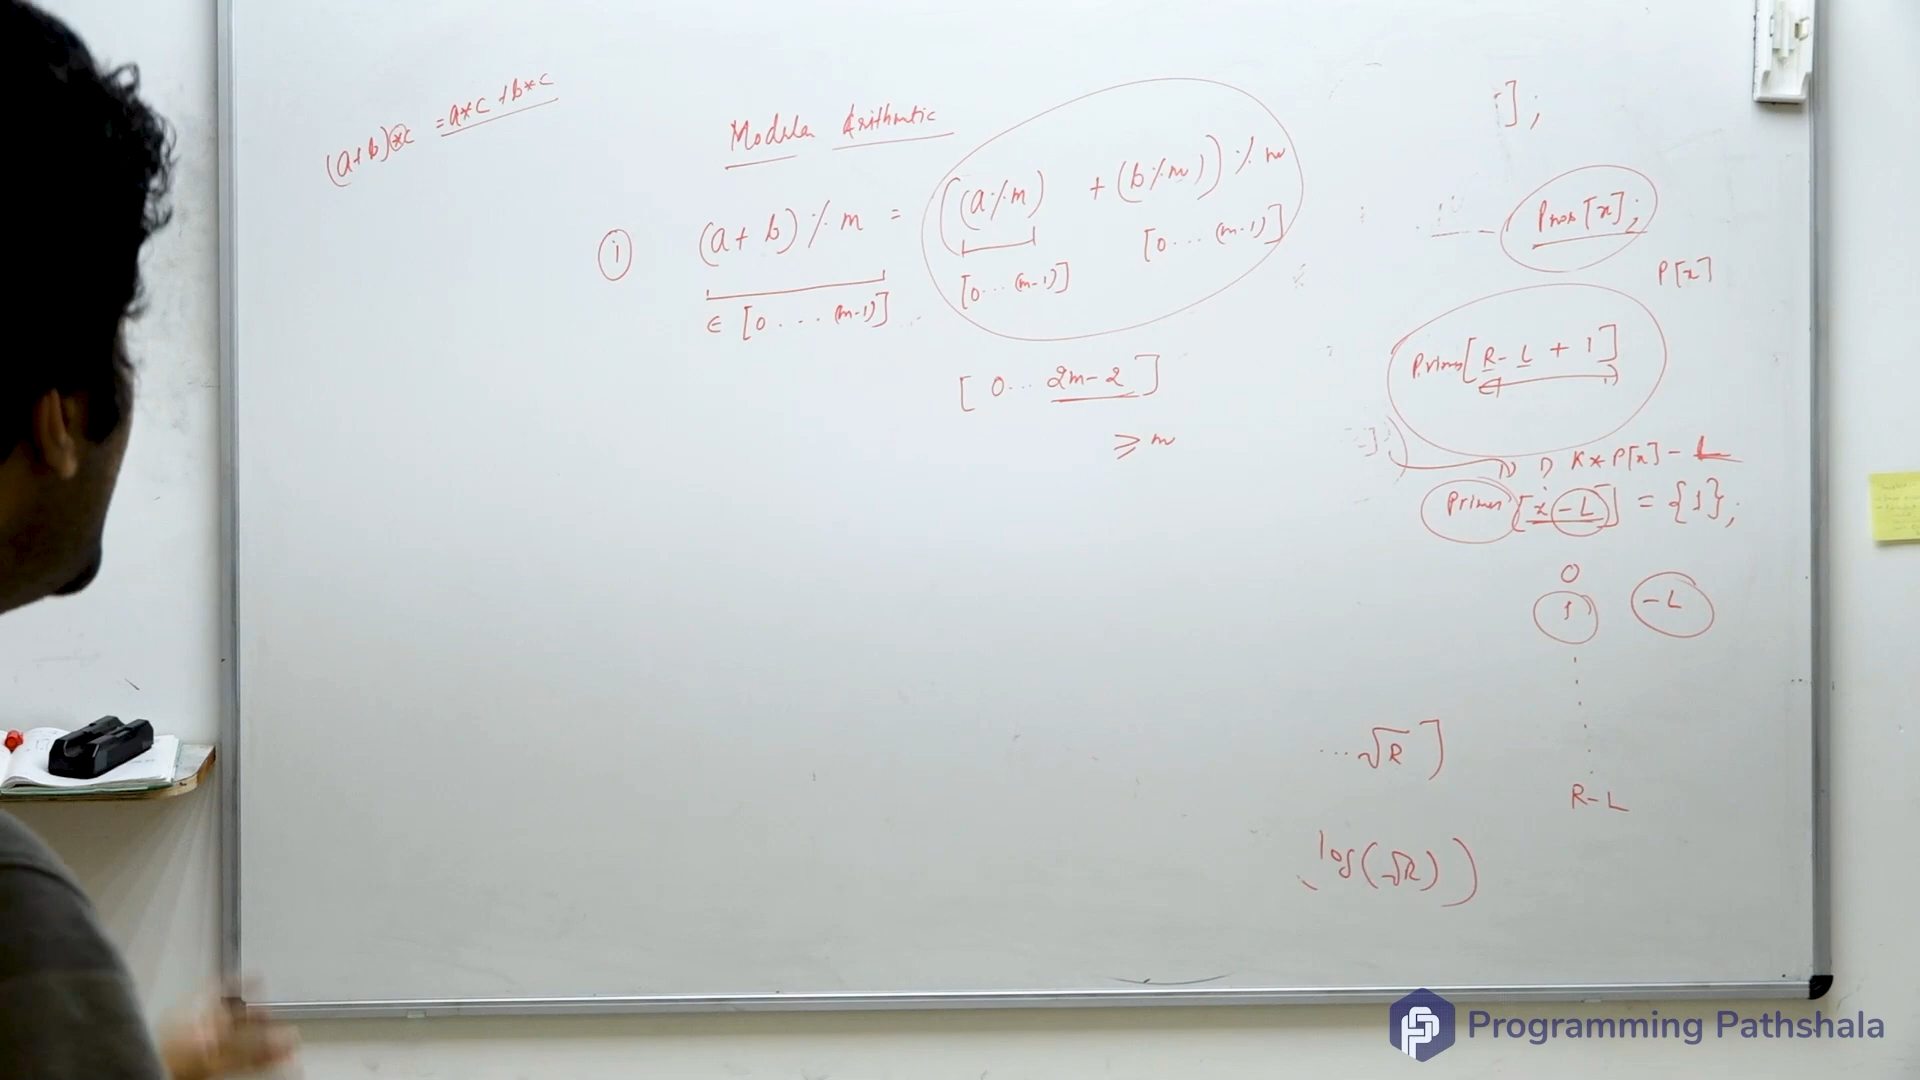 (a+b)*c = a*c + b*c
Modular Arithmetic
(1) (a+b) % m = ((a % m) + (b % m)) % m
[0 ... (m-1)]
[0 ... (m-1)]
∈ [0 ... (m-1)]
[0 ... 2m-2]
≥ m
];
Primes[x];
P[x]
Primes[R-L+1]
K*P[x] - L
Primes[i-L] = {1};
0
1
-L
R-L
... √R]
log(√R))
Programming Pathshala